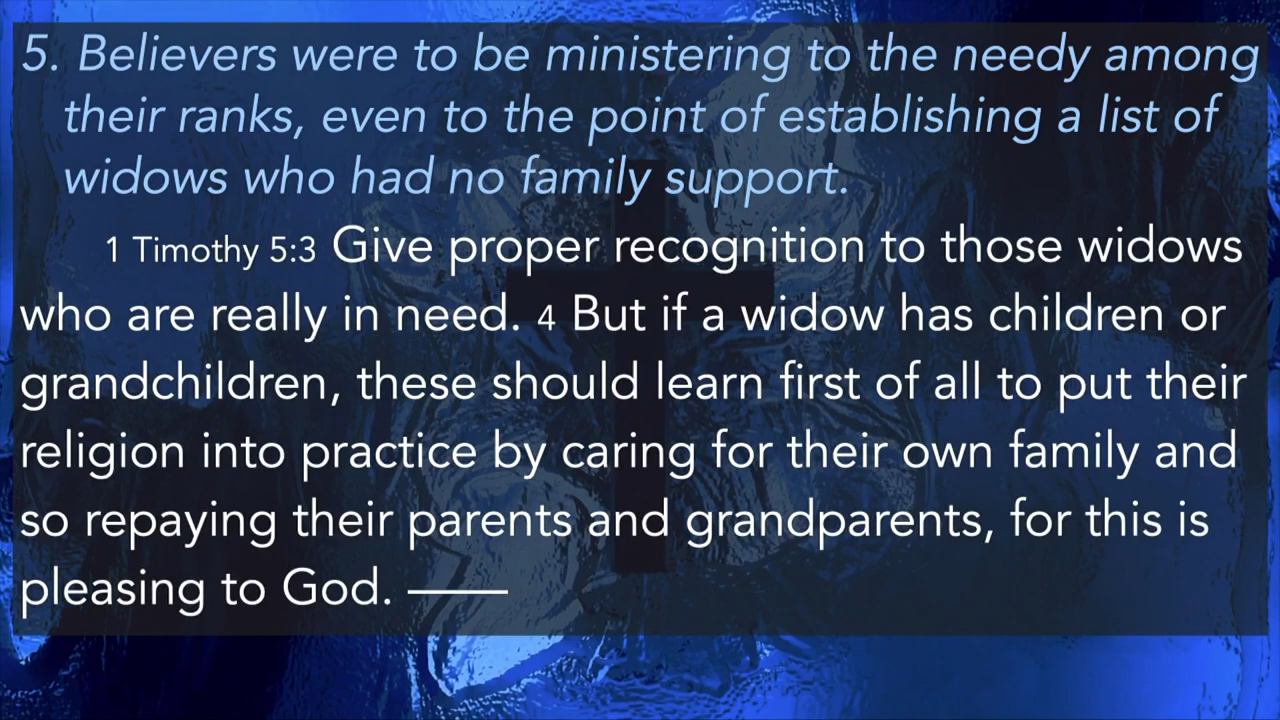 5. Believers were to be ministering to the needy among
their ranks, even to the point of establishing a list of
widows who had no family support.
1 Timothy 5:3 Give proper recognition to those widows
who are really in need. 4 But if a widow has children or
grandchildren, these should learn first of all to put their
religion into practice by caring for their own family and
so repaying their parents and grandparents, for this is
pleasing to God. ——